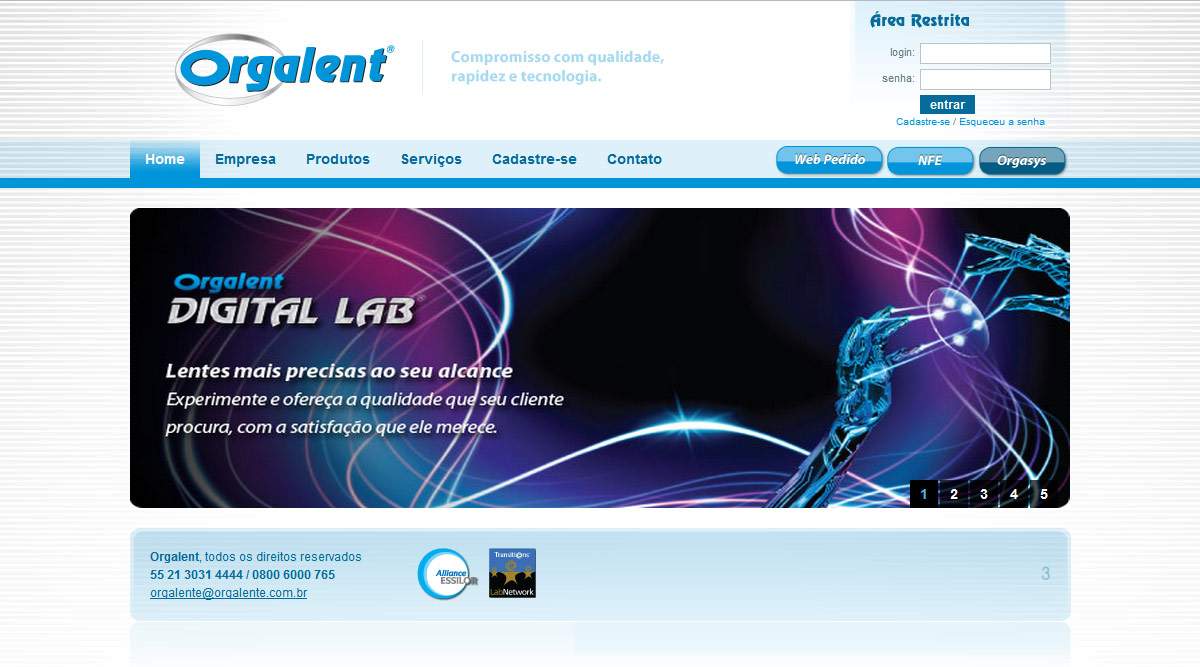 Orgalent®
Compromisso com qualidade,
rapidez e tecnologia.
Área Restrita
login:
senha:
entrar
Cadastre-se / Esqueceu a senha
Home Empresa Produtos Serviços Cadastre-se Contato Web Pedido NFE Orgasys
Orgalent
DIGITAL LAB®
Lentes mais precisas ao seu alcance
Experimente e ofereça a qualidade que seu cliente
procura, com a satisfação que ele merece.
1 2 3 4 5
Orgalent, todos os direitos reservados
55 21 3031 4444 / 0800 6000 765
orgalente@orgalente.com.br
Alliance
ESSILOR
Transitions
LabNetwork
3